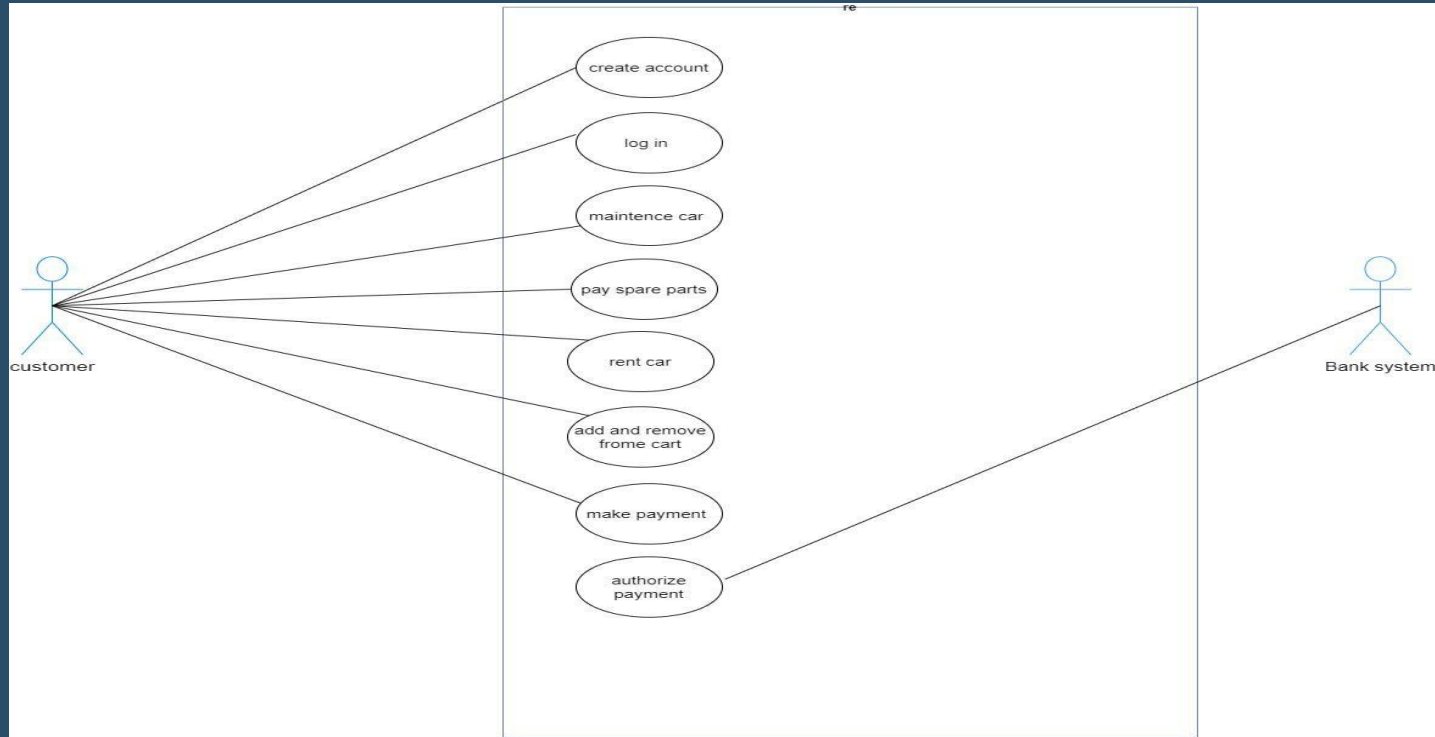 re
create account
log in
maintence car
pay spare parts
rent car
add and remove
frome cart
make payment
authorize
payment
customer
Bank system